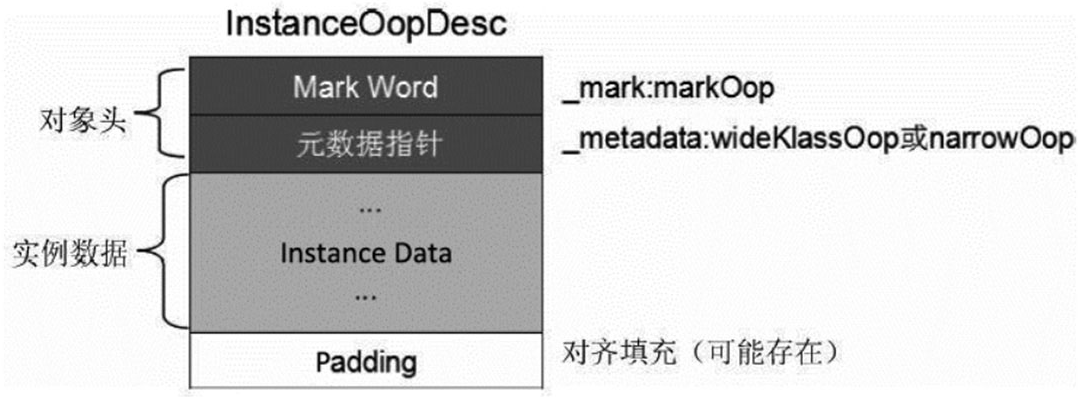 InstanceOopDesc
Mark Word
_mark:markOop
对象头
元数据指针
_metadata:wideKlassOop或narrowOop
...
实例数据
Instance Data
...
Padding
对齐填充（可能存在）